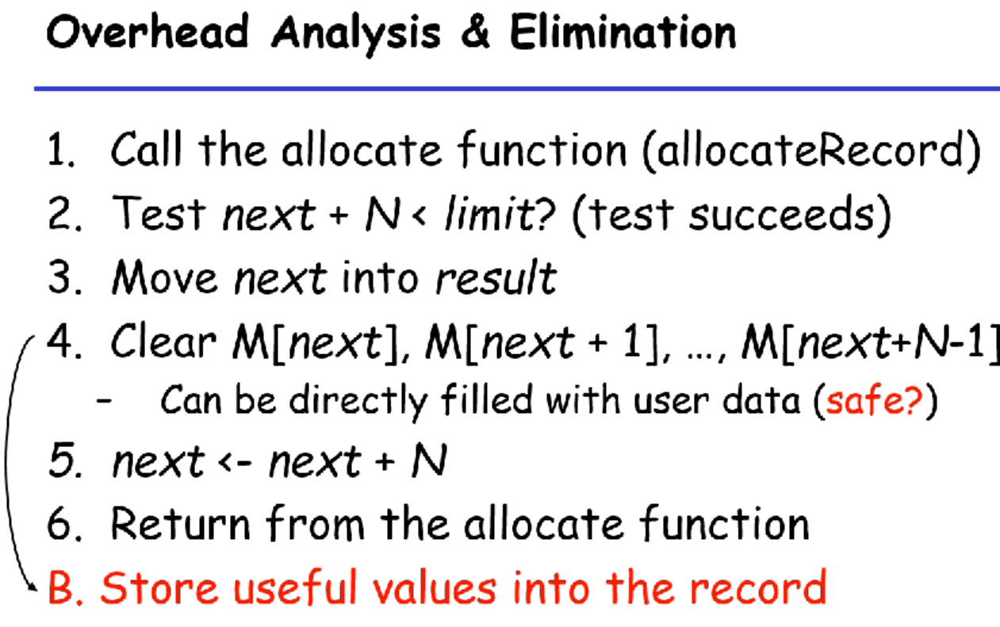 Overhead Analysis & Elimination
1. Call the allocate function (allocateRecord)
2. Test next + N < limit? (test succeeds)
3. Move next into result
4. Clear M[next], M[next + 1], …, M[next+N-1]
– Can be directly filled with user data (safe?)
5. next <- next + N
6. Return from the allocate function
B. Store useful values into the record